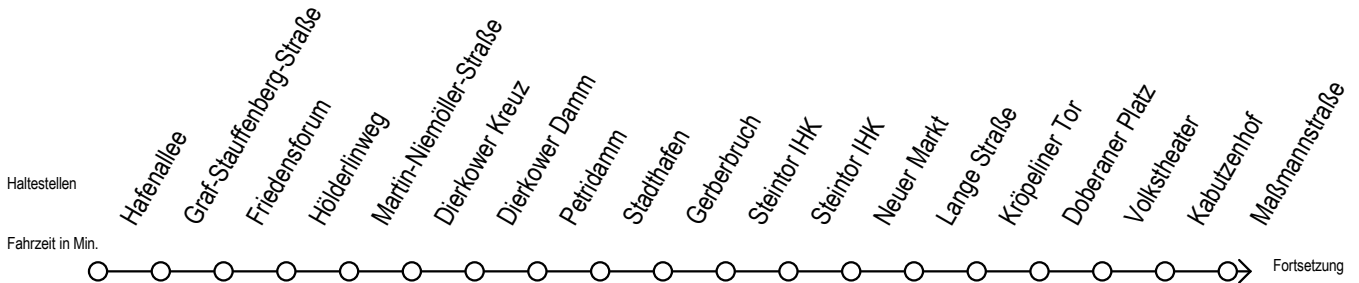 Haltestellen
Hafenallee
Graf-Stauffenberg-Straße
Friedensforum
Hölderlinweg
Martin-Niemöller-Straße
Dierkower Kreuz
Dierkower Damm
Petridamm
Stadthafen
Gerberbruch
Steintor IHK
Steintor IHK
Neuer Markt
Lange Straße
Kröpeliner Tor
Doberaner Platz
Volkstheater
Kabutzenhof
Maßmannstraße
Fahrzeit in Min.
Fortsetzung